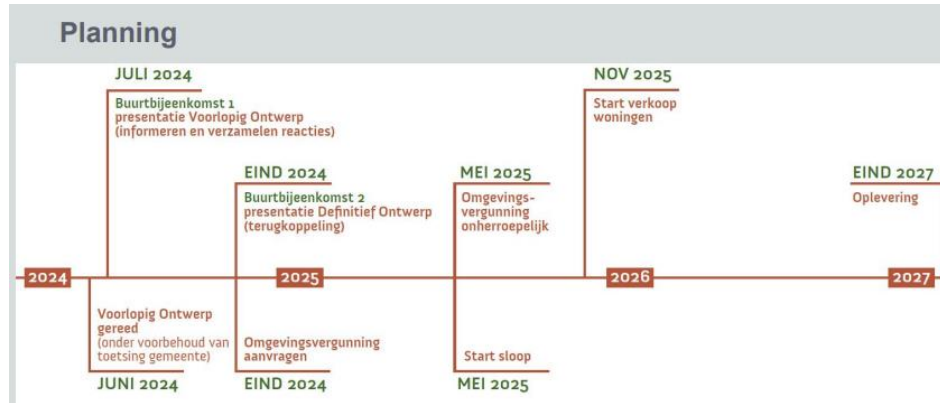 Planning
JULI 2024
Buurtbijeenkomst 1
presentatie Voorlopig Ontwerp
(informeren en verzamelen reacties)
NOV 2025
Start verkoop
woningen
EIND 2024
Buurtbijeenkomst 2
presentatie Definitief Ontwerp
(terugkoppeling)
MEI 2025
Omgevings-
vergunning
onherroepelijk
EIND 2027
Oplevering
2024
2025
2026
2027
Voorlopig Ontwerp
gereed
(onder voorbehoud van
toetsing gemeente)
JUNI 2024
Omgevingsvergunning
aanvragen
EIND 2024
Start sloop
MEI 2025